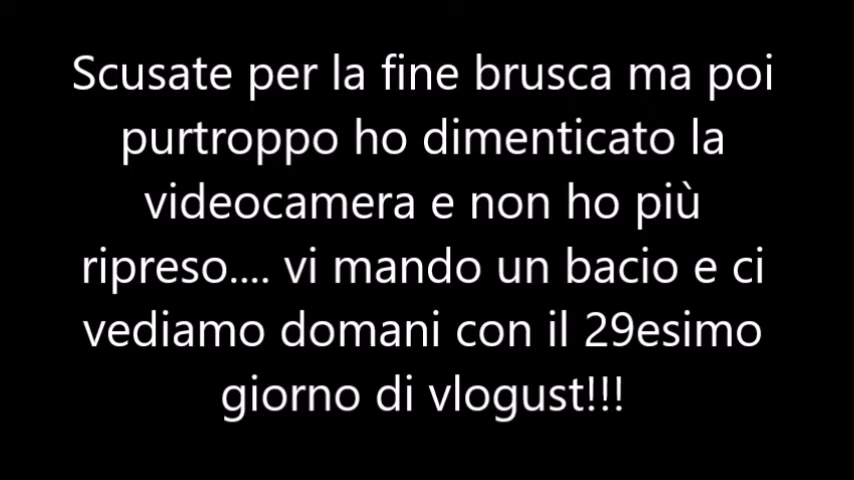 Scusate per la fine brusca ma poi
purtroppo ho dimenticato la
videocamera e non ho più
ripreso.... vi mando un bacio e ci
vediamo domani con il 29esimo
giorno di vlogust!!!